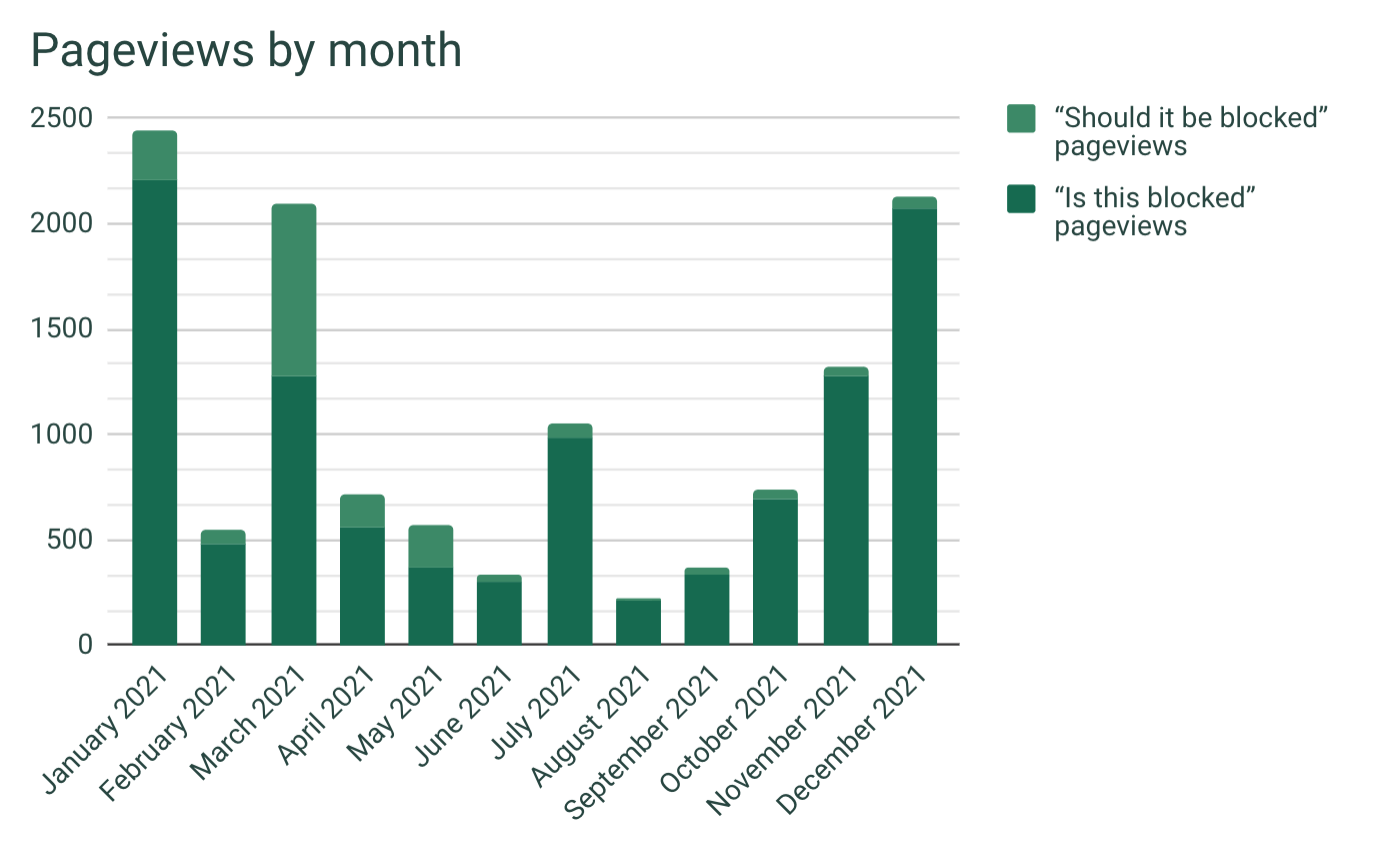 Pageviews by month
2500
2000
1500
1000
500
0
“Should it be blocked”
pageviews
“Is this blocked”
pageviews
January 2021
February 2021
March 2021
April 2021
May 2021
June 2021
July 2021
August 2021
September 2021
October 2021
November 2021
December 2021